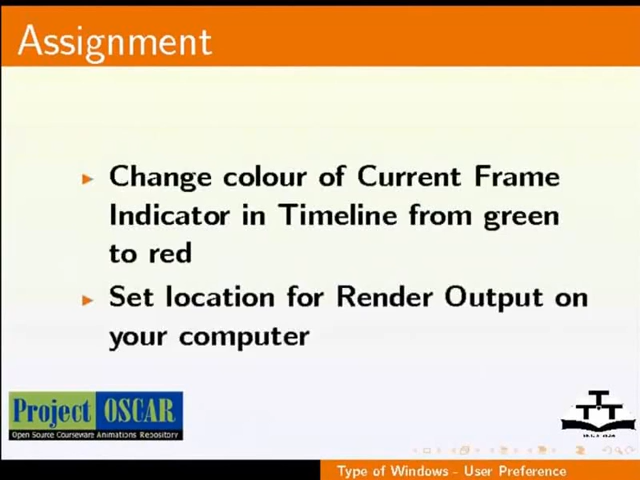 Assignment
Change colour of Current Frame
Indicator in Timeline from green
to red
Set location for Render Output on
your computer
Project OSCAR
Open Source Courseware Animations Repository
Type of Windows - User Preference